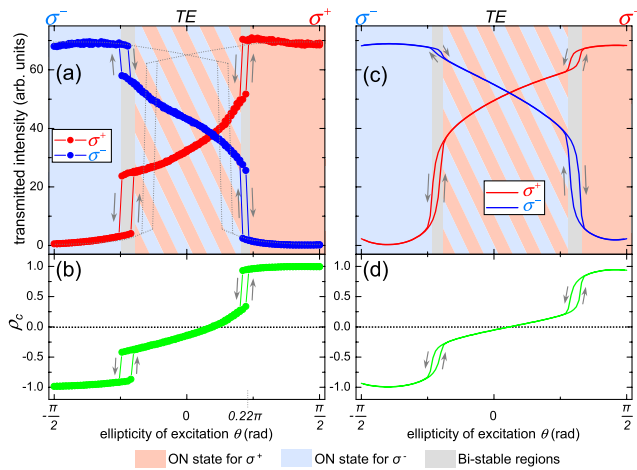 σ⁻ TE σ⁺ σ⁻ TE σ⁺
transmitted intensity (arb. units)
60
40
20
0
(a)
σ⁺
σ⁻
(c)
σ⁺
σ⁻
ρc
1.0
0.5
0.0
-0.5
-1.0
(b)
(d)
-π/2 0 0.22π π/2
-π/2 0 π/2
ellipticity of excitation θ (rad) ellipticity of excitation θ (rad)
ON state for σ⁺ ON state for σ⁻ Bi-stable regions